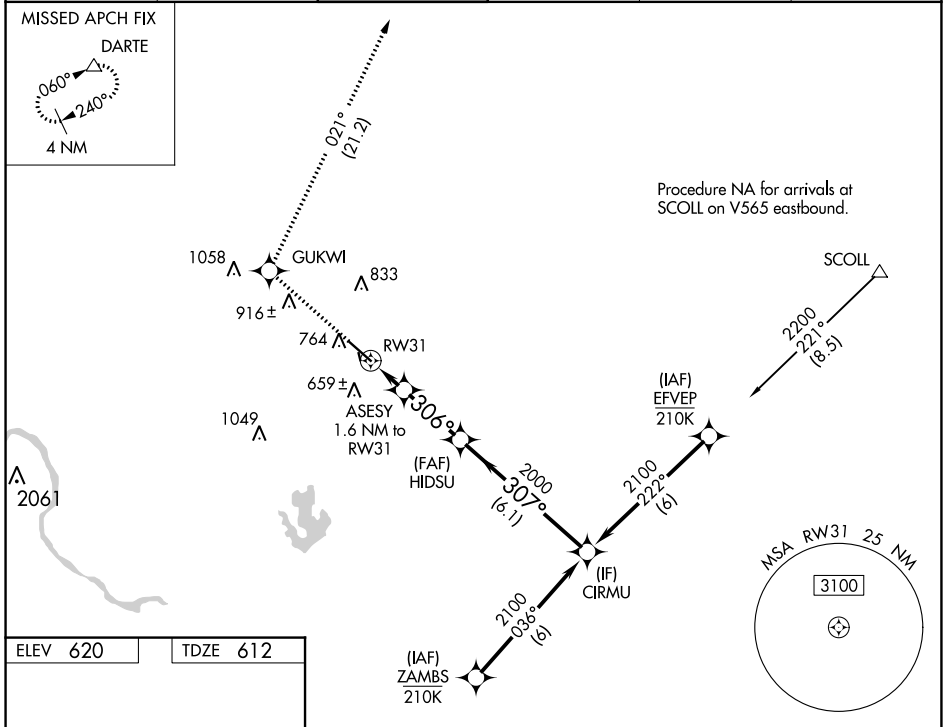 MISSED APCH FIX
DARTE
060°
240°
4 NM
021°
(21.2)
Procedure NA for arrivals at
SCOLL on V565 eastbound.
SCOLL
2200
221°
(8.5)
1058
GUKWI
833
916±
764
RW31
659±
ASESY
1.6 NM to
RW31
306°
1049
(FAF)
HIDSU
2000
307°
(6.1)
(IAF)
EFVEP
210K
2100
222°
(6)
2061
(IF)
CIRMU
2100
036°
(6)
(IAF)
ZAMBS
210K
MSA RW31 25 NM
3100
ELEV 620
TDZE 612